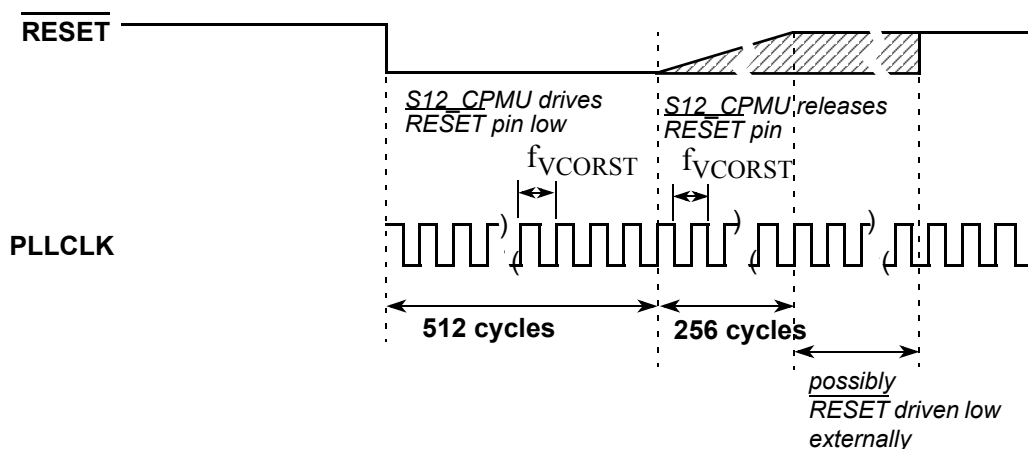 RESET
S12_CPMU drives
RESET pin low
S12_CPMU releases
RESET pin
fVCORST
fVCORST
PLLCLK
512 cycles
256 cycles
possibly
RESET driven low
externally